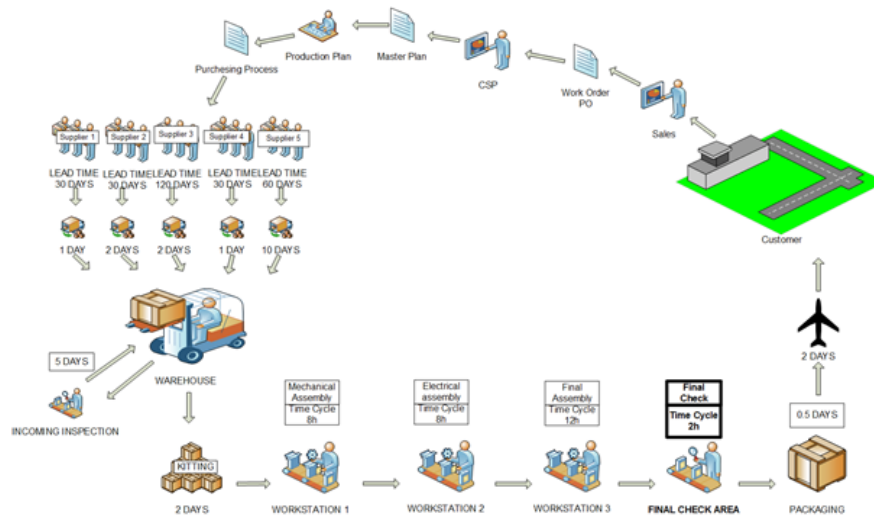 Purchesing Process
Production Plan
Master Plan
CSP
Work Order
PO
Sales
Customer
Supplier 1
Supplier 2
Supplier 3
Supplier 4
Supplier 5
LEAD TIME
30 DAYS
LEAD TIME
30 DAYS
LEAD TIME
120 DAYS
LEAD TIME
30 DAYS
LEAD TIME
60 DAYS
1 DAY
2 DAYS
2 DAYS
1 DAY
10 DAYS
5 DAYS
WAREHOUSE
INCOMING INSPECTION
KITTING
2 DAYS
Mechanical
Assembly
Time Cycle
8h
WORKSTATION 1
Electrical
assembly
Time Cycle
8h
WORKSTATION 2
Final
Assembly
Time Cycle
12h
WORKSTATION 3
Final
Check
Time Cycle
2h
FINAL CHECK AREA
0.5 DAYS
PACKAGING
2 DAYS